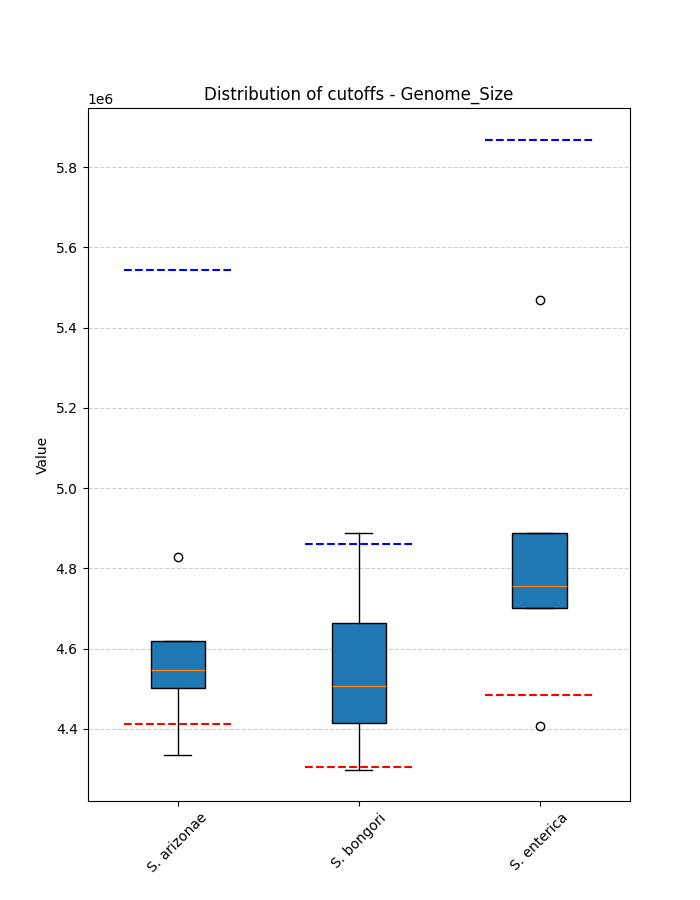 Distribution of cutoffs - Genome_Size
1e6
5.8
5.6
5.4
5.2
5.0
4.8
4.6
4.4
Value
S. arizonae
S. bongori
S. enterica